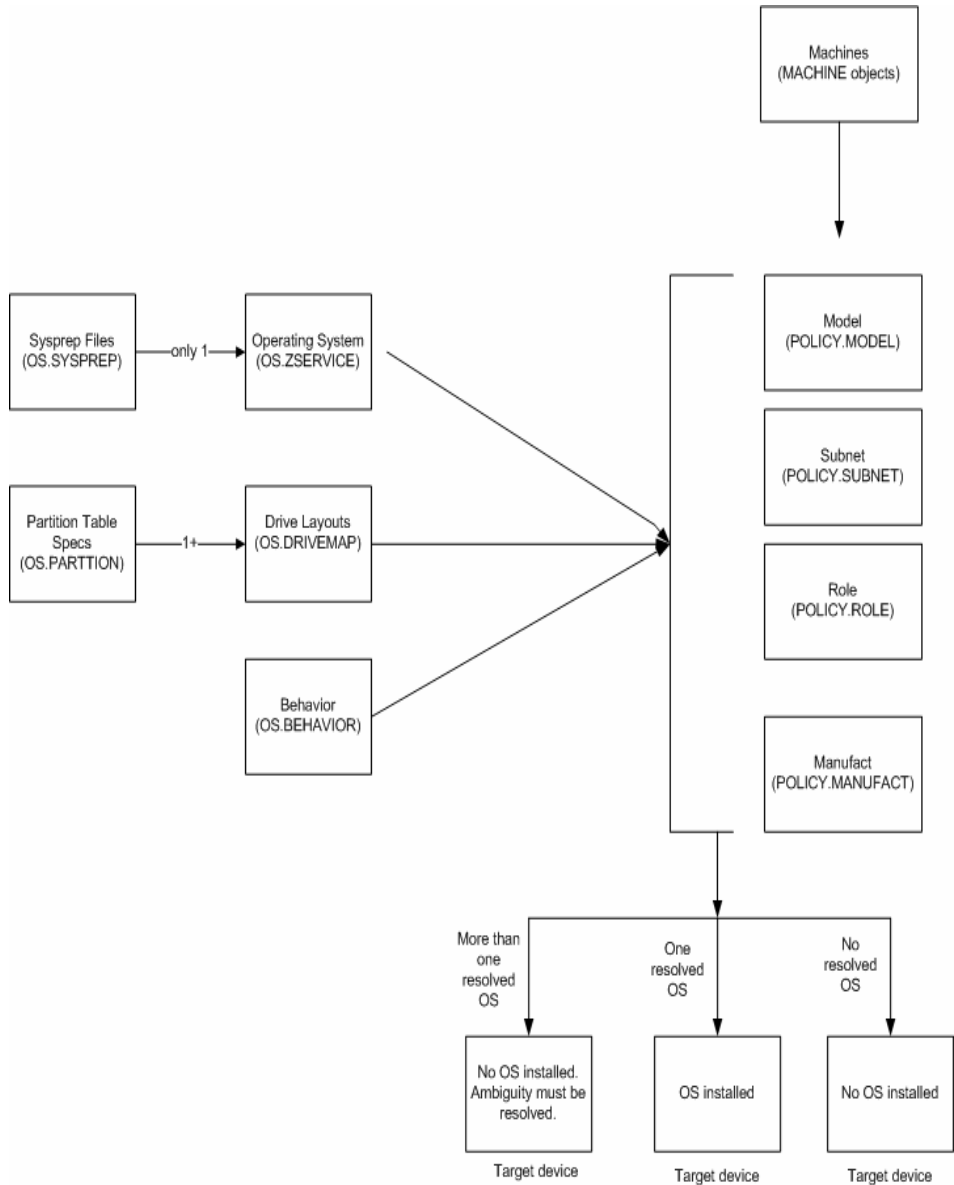 Machines
(MACHINE objects)
Model
(POLICY.MODEL)
Sysprep Files
(OS.SYSPREP)
only 1
Operating System
(OS.ZSERVICE)
Subnet
(POLICY.SUBNET)
Partition Table
Specs
(OS.PARTTION)
1+
Drive Layouts
(OS.DRIVEMAP)
Role
(POLICY.ROLE)
Behavior
(OS.BEHAVIOR)
Manufact
(POLICY.MANUFACT)
More than
one
resolved
OS
One
resolved
OS
No
resolved
OS
No OS installed.
Ambiguity must be
resolved.
OS installed
No OS installed
Target device
Target device
Target device